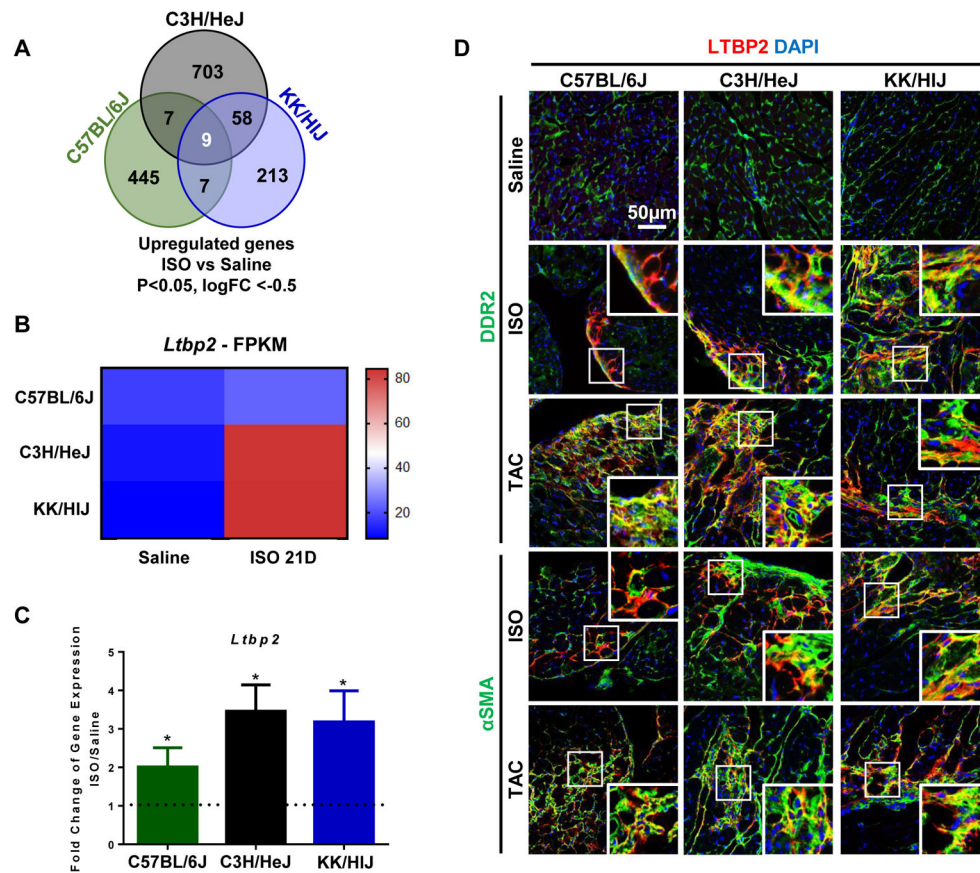 A
C3H/HeJ
703
C57BL/6J
7
58
KK/HIJ
9
445
7
213
Upregulated genes
ISO vs Saline
P<0.05, logFC <-0.5
B
Ltbp2 - FPKM
C57BL/6J
C3H/HeJ
KK/HIJ
Saline
ISO 21D
80
60
40
20
C
Ltbp2
Fold Change of Gene Expression
ISO/Saline
5
4
3
2
1
0
*
*
*
C57BL/6J
C3H/HeJ
KK/HIJ
D
LTBP2 DAPI
C57BL/6J
C3H/HeJ
KK/HIJ
Saline
50µm
DDR2
ISO
TAC
αSMA
ISO
TAC